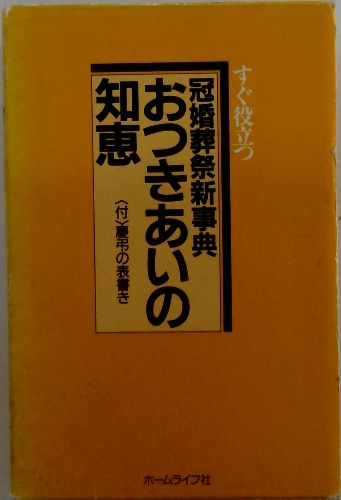 すぐ役立つ
冠婚葬祭新事典
おつきあいの
知恵
〈付〉慶弔の表書き
ホームライフ社